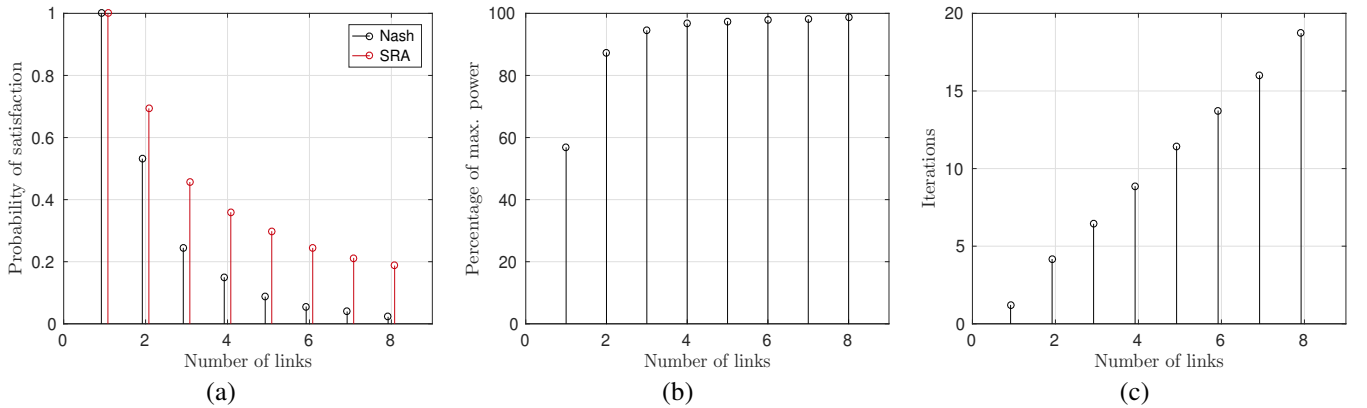 Probability of satisfaction
1
0.8
0.6
0.4
0.2
0
0 2 4 6 8
Number of links
Nash
SRA
(a)
Percentage of max. power
100
80
60
40
20
0
0 2 4 6 8
Number of links
(b)
Iterations
20
15
10
5
0
0 2 4 6 8
Number of links
(c)